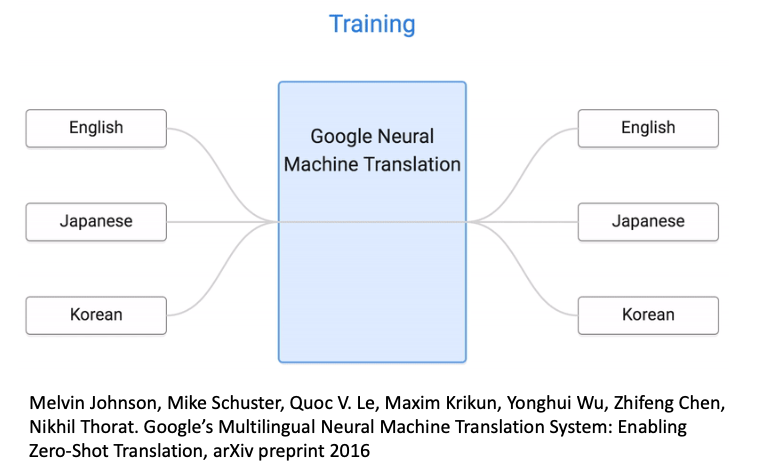 Training
English
Japanese
Korean
Google Neural
Machine Translation
English
Japanese
Korean
Melvin Johnson, Mike Schuster, Quoc V. Le, Maxim Krikun, Yonghui Wu, Zhifeng Chen,
Nikhil Thorat. Google’s Multilingual Neural Machine Translation System: Enabling
Zero-Shot Translation, arXiv preprint 2016